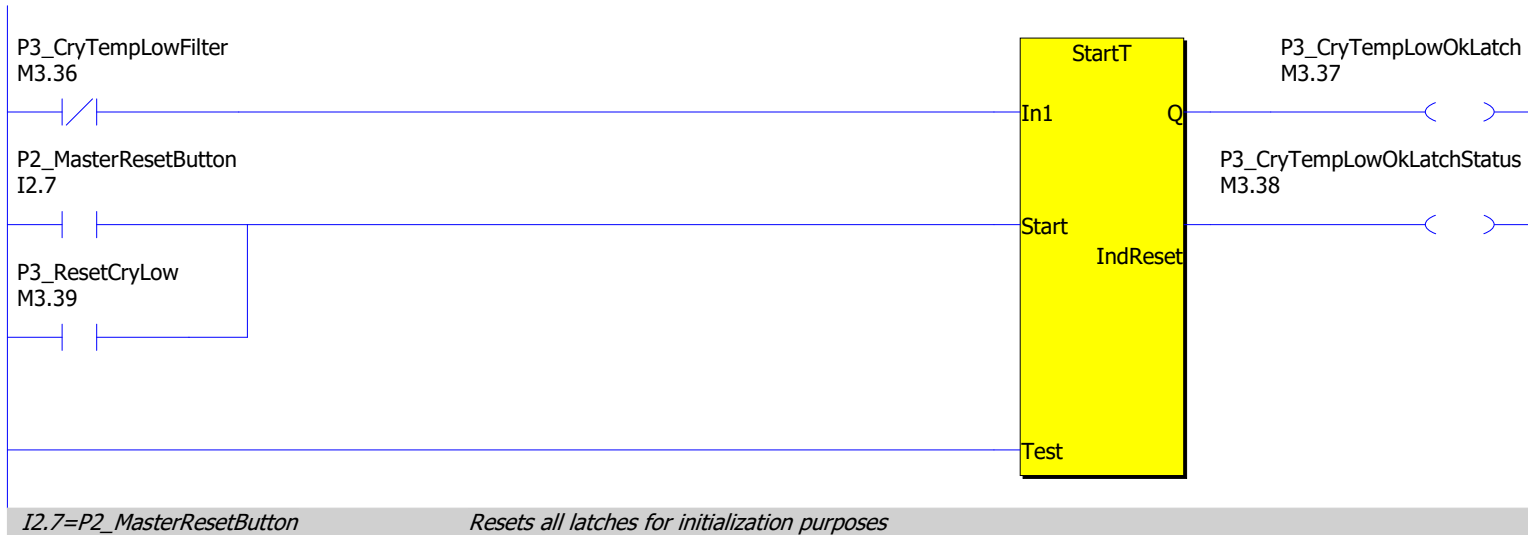 P3_CryTempLowFilter
M3.36
StartT
P3_CryTempLowOkLatch
M3.37
In1
Q
P2_MasterResetButton
I2.7
P3_CryTempLowOkLatchStatus
M3.38
Start
IndReset
P3_ResetCryLow
M3.39
Test
I2.7=P2_MasterResetButton Resets all latches for initialization purposes